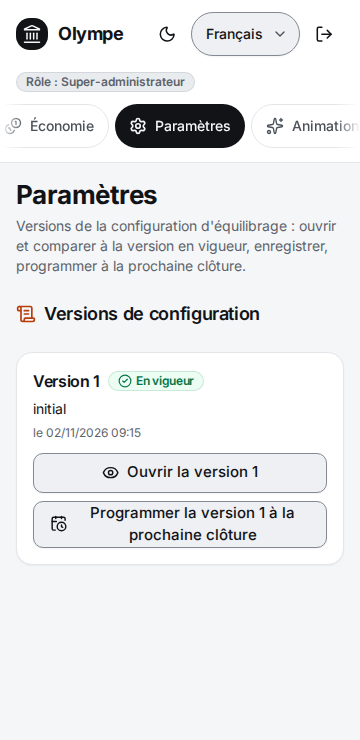 Olympe
Français
Rôle : Super-administrateur
Économie
Paramètres
Animation
Paramètres
Versions de la configuration d'équilibrage : ouvrir
et comparer à la version en vigueur, enregistrer,
programmer à la prochaine clôture.
Versions de configuration
Version 1
En vigueur
initial
le 02/11/2026 09:15
Ouvrir la version 1
Programmer la version 1 à la
prochaine clôture